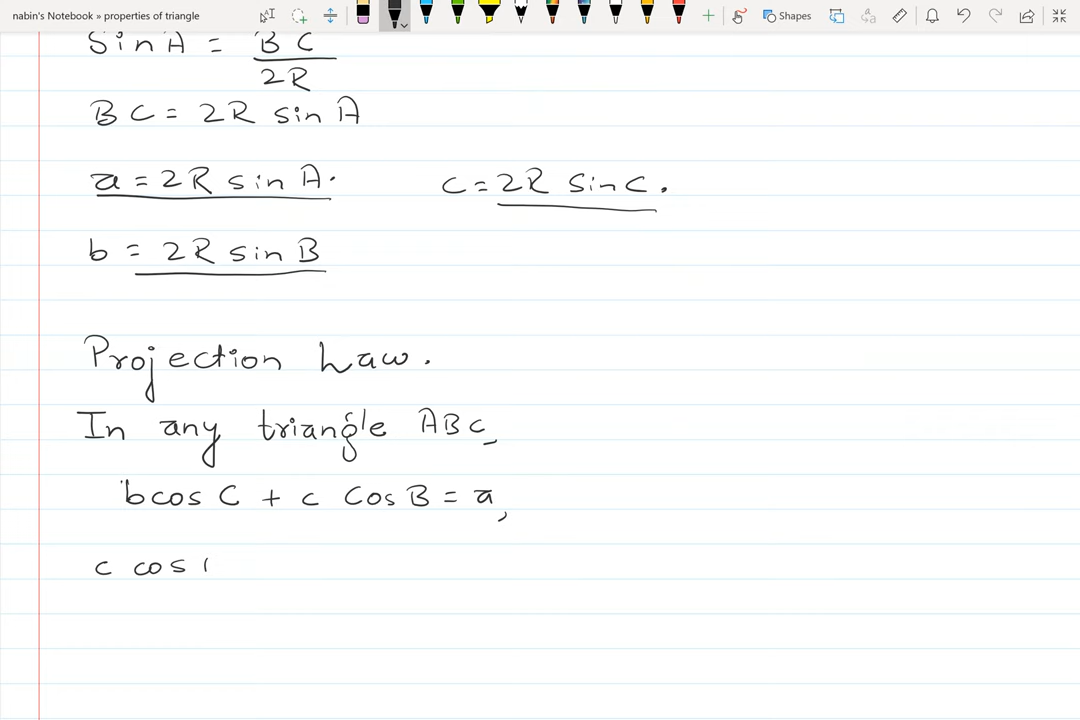 nabin's Notebook » properties of triangle
Shapes
Sin A = BC / 2R
BC = 2R sin A
a = 2R sin A. c = 2R sin C.
b = 2R sin B
Projection Law.
In any triangle ABC,
b cos C + c Cos B = a,
c cos